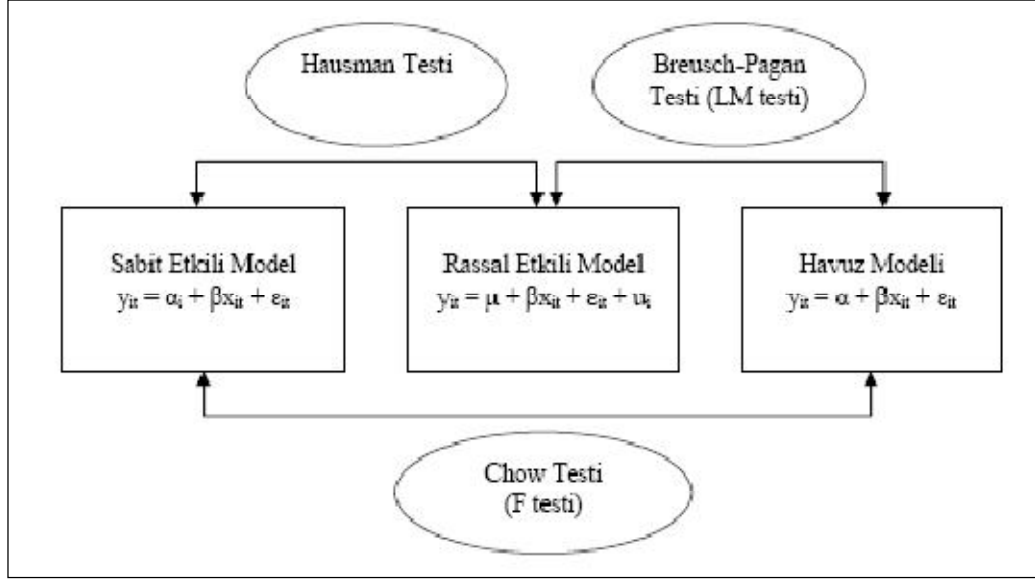 Hausman Testi
Breusch-Pagan
Testi (LM testi)
Sabit Etkili Model
yᵢₜ = αᵢ + βxᵢₜ + εᵢₜ
Rassal Etkili Model
yᵢₜ = μ + βxᵢₜ + εᵢₜ + uᵢ
Havuz Modeli
yᵢₜ = α + βxᵢₜ + εᵢₜ
Chow Testi
(F testi)